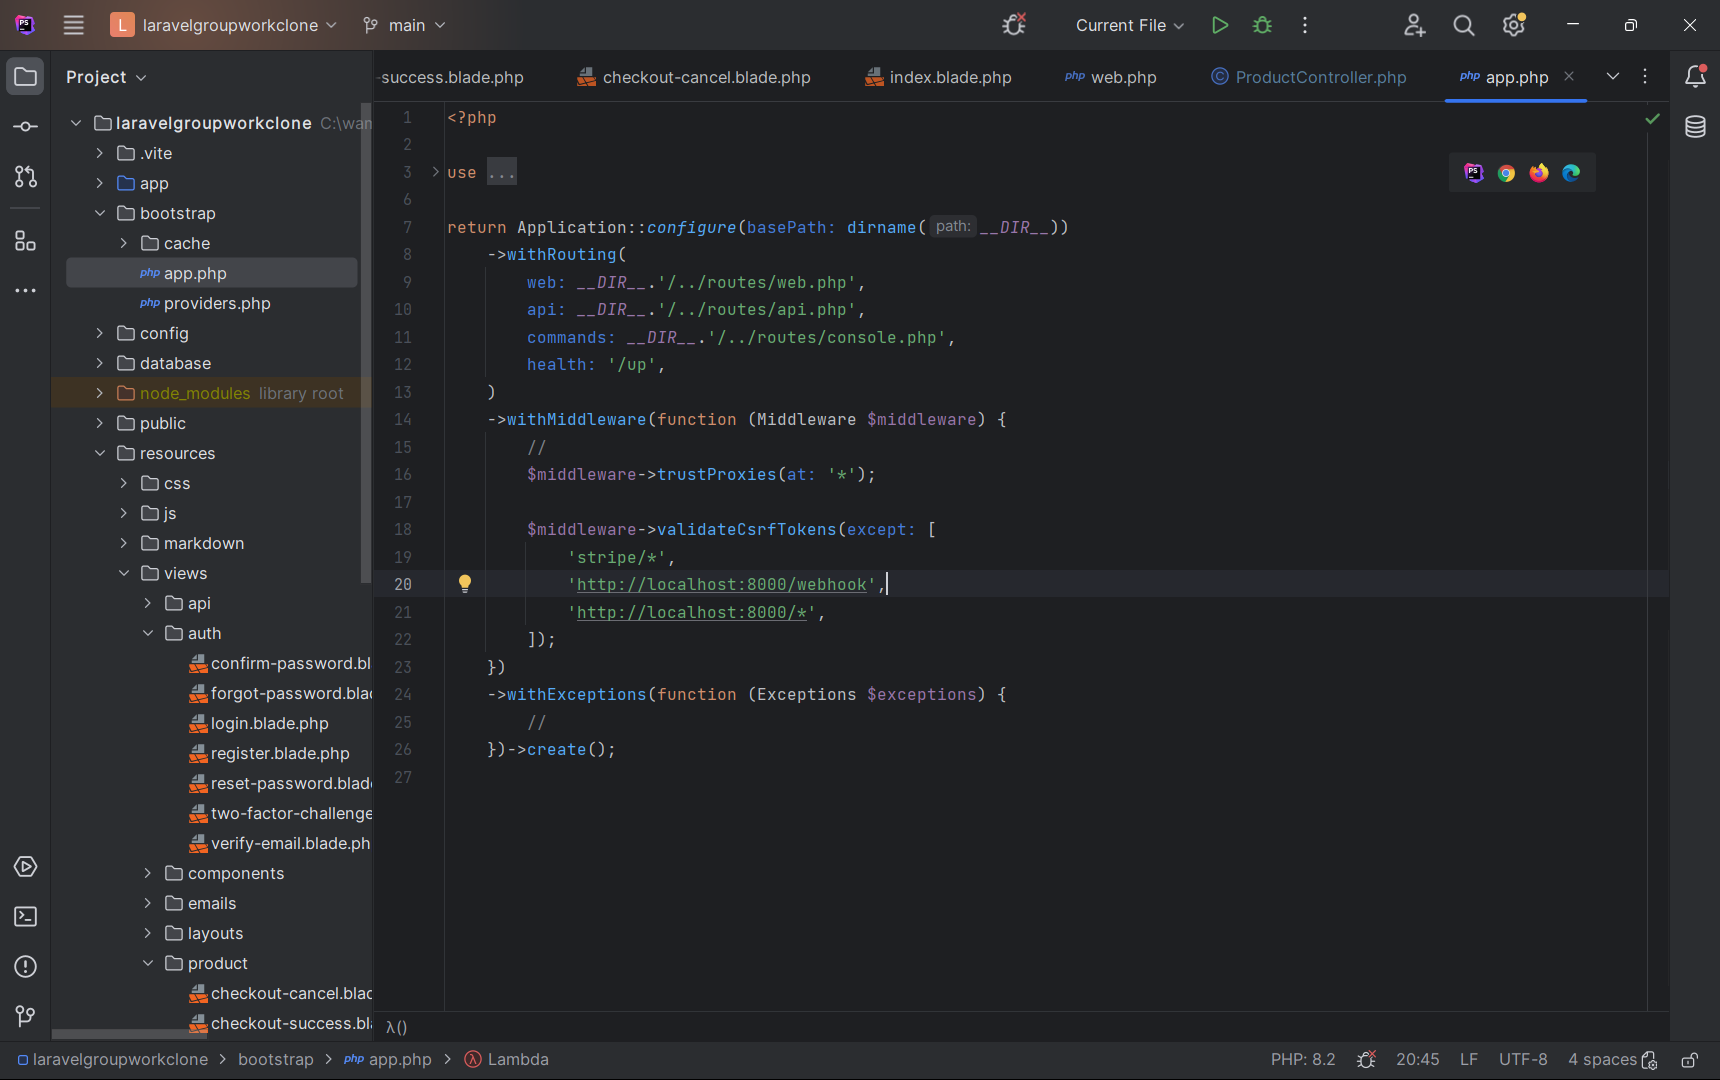 L laravelgroupworkclone main Current File
Project
-success.blade.php checkout-cancel.blade.php index.blade.php php web.php ProductController.php php app.php
laravelgroupworkclone C:\wam
.vite
app
bootstrap
cache
php app.php
php providers.php
config
database
node_modules library root
public
resources
css
js
markdown
views
api
auth
confirm-password.bl
forgot-password.blad
login.blade.php
register.blade.php
reset-password.blade
two-factor-challenge
verify-email.blade.ph
components
emails
layouts
product
checkout-cancel.blad
checkout-success.bla
1 <?php
2
3 use ...
6
7 return Application::configure(basePath: dirname( path: __DIR__))
8 ->withRouting(
9 web: __DIR__.'/../routes/web.php',
10 api: __DIR__.'/../routes/api.php',
11 commands: __DIR__.'/../routes/console.php',
12 health: '/up',
13 )
14 ->withMiddleware(function (Middleware $middleware) {
15 //
16 $middleware->trustProxies(at: '*');
17
18 $middleware->validateCsrfTokens(except: [
19 'stripe/*',
20 'http://localhost:8000/webhook',
21 'http://localhost:8000/*',
22 ]);
23 })
24 ->withExceptions(function (Exceptions $exceptions) {
25 //
26 })->create();
27
λ()
laravelgroupworkclone > bootstrap > php app.php > λ Lambda PHP: 8.2 20:45 LF UTF-8 4 spaces